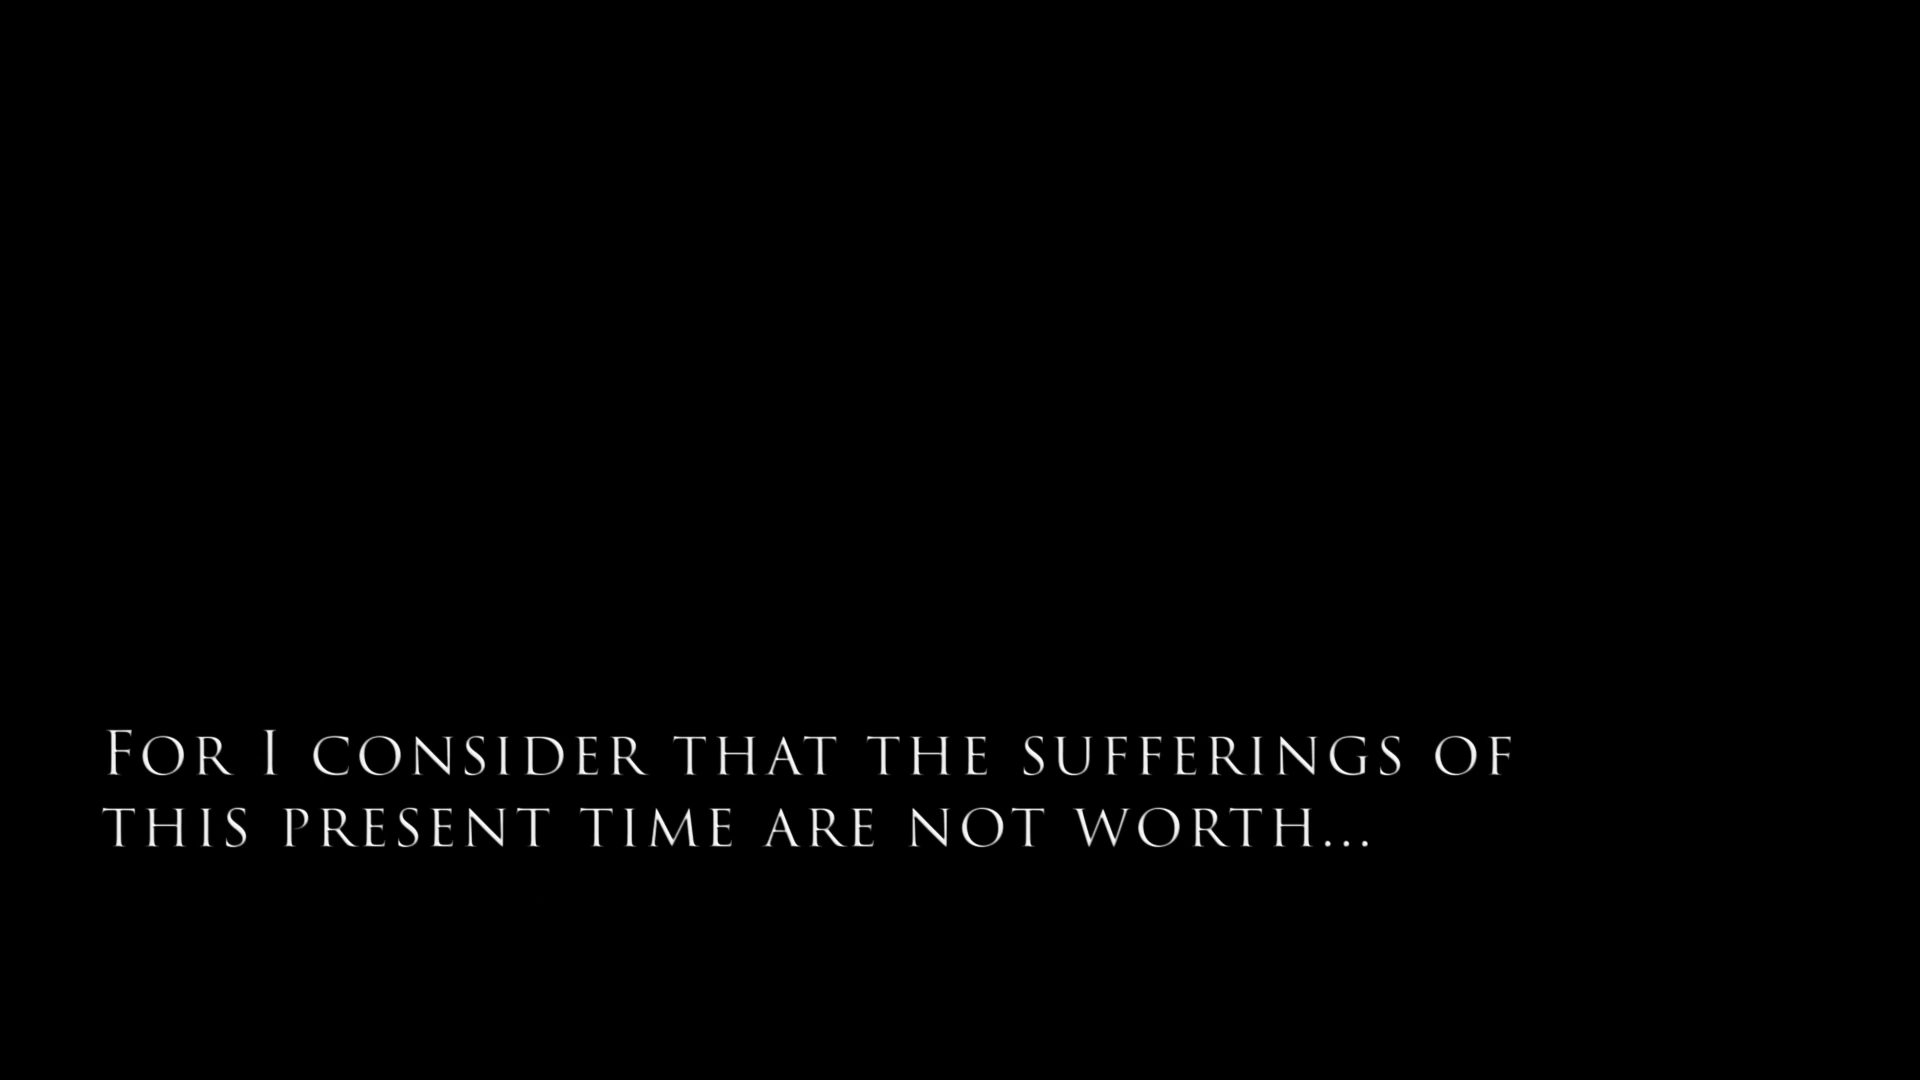 For I consider that the sufferings of
this present time are not worth...